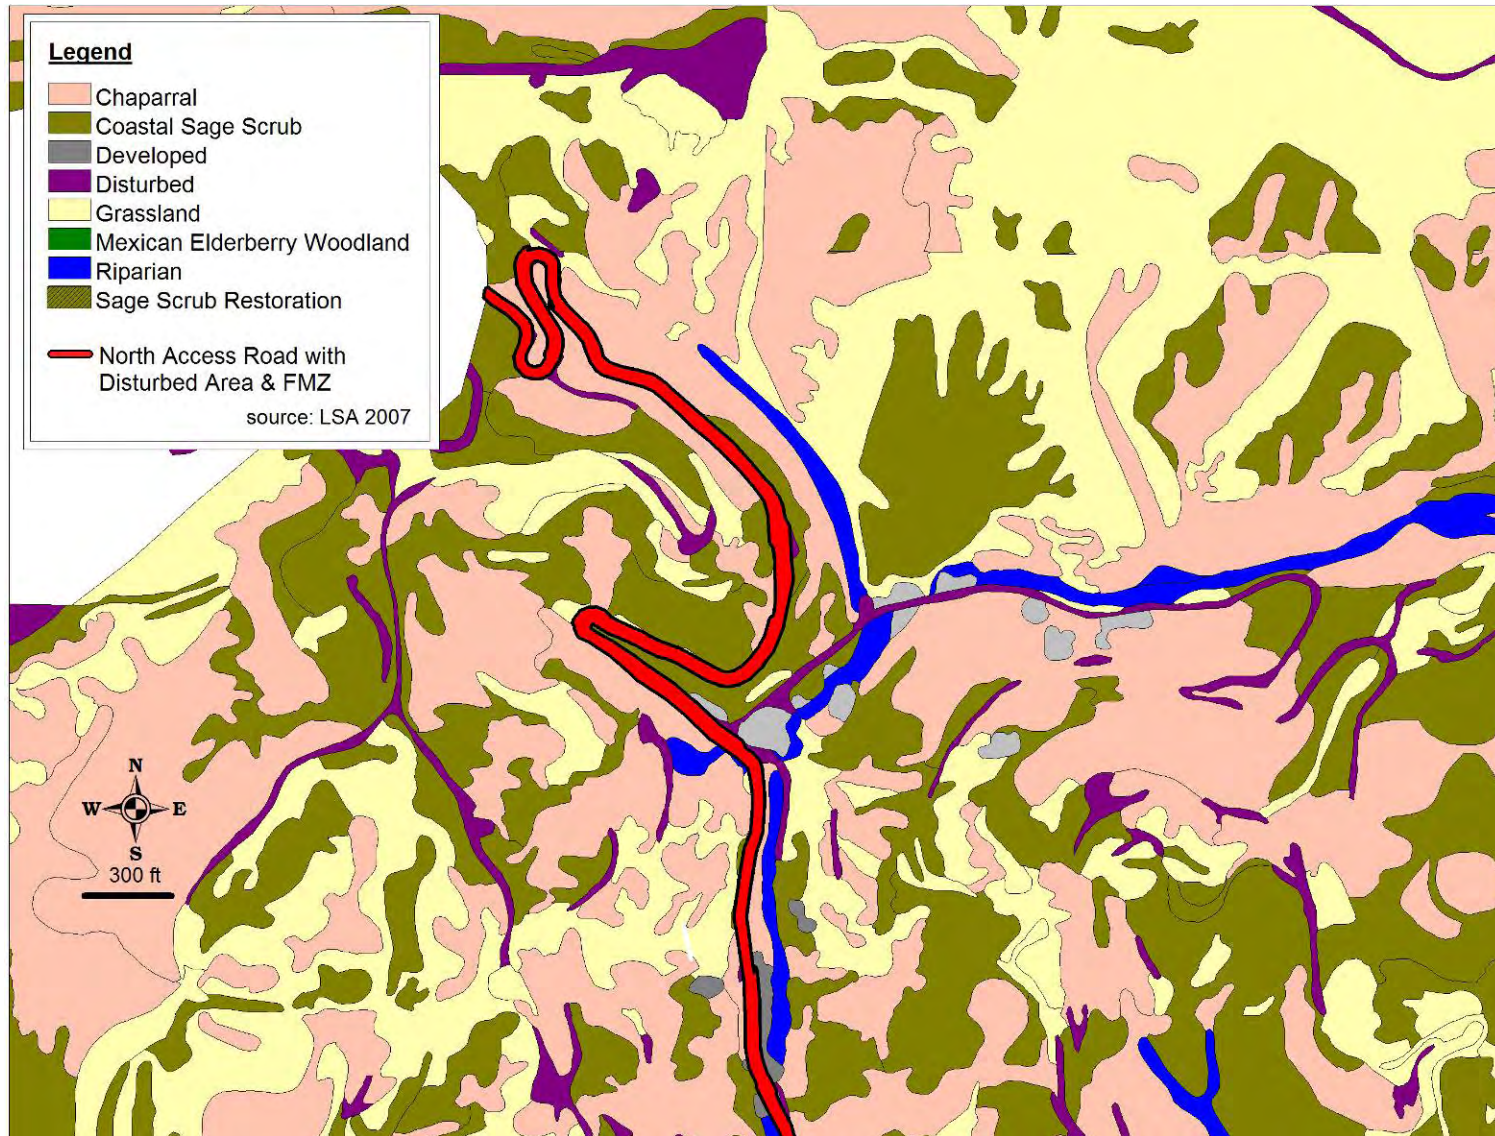 Legend
Chaparral
Coastal Sage Scrub
Developed
Disturbed
Grassland
Mexican Elderberry Woodland
Riparian
Sage Scrub Restoration
North Access Road with
Disturbed Area & FMZ
source: LSA 2007
N
W E
S
300 ft